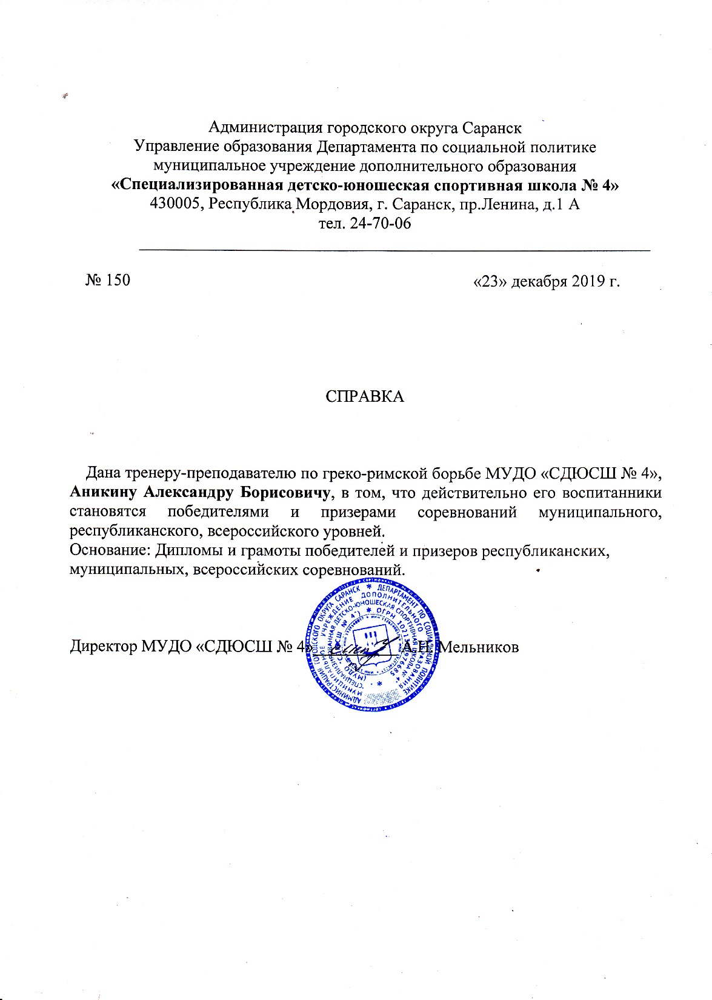 Администрация городского округа Саранск
Управление образования Департамента по социальной политике
муниципальное учреждение дополнительного образования
«Специализированная детско-юношеская спортивная школа № 4»
430005, Республика Мордовия, г. Саранск, пр.Ленина, д.1 А
тел. 24-70-06
№ 150 «23» декабря 2019 г.
СПРАВКА
Дана тренеру-преподавателю по греко-римской борьбе МУДО «СДЮСШ № 4»,
Аникину Александру Борисовичу, в том, что действительно его воспитанники
становятся победителями и призерами соревнований муниципального,
республиканского, всероссийского уровней.
Основание: Дипломы и грамоты победителей и призеров республиканских,
муниципальных, всероссийских соревнований.
Директор МУДО «СДЮСШ № 4» Мельников
АДМИНИСТРАЦИЯ ГОРОДСКОГО ОКРУГА САРАНСК * ДЕПАРТАМЕНТ ПО СОЦИАЛЬНОЙ ПОЛИТИКЕ
МУНИЦИПАЛЬНОЕ УЧРЕЖДЕНИЕ ДОПОЛНИТЕЛЬНОГО ОБРАЗОВАНИЯ
"СПЕЦИАЛИЗИРОВАННАЯ ДЕТСКО-ЮНОШЕСКАЯ СПОРТИВНАЯ ШКОЛА № 4"
(МУДО "СДЮСШ № 4") * ОГРН